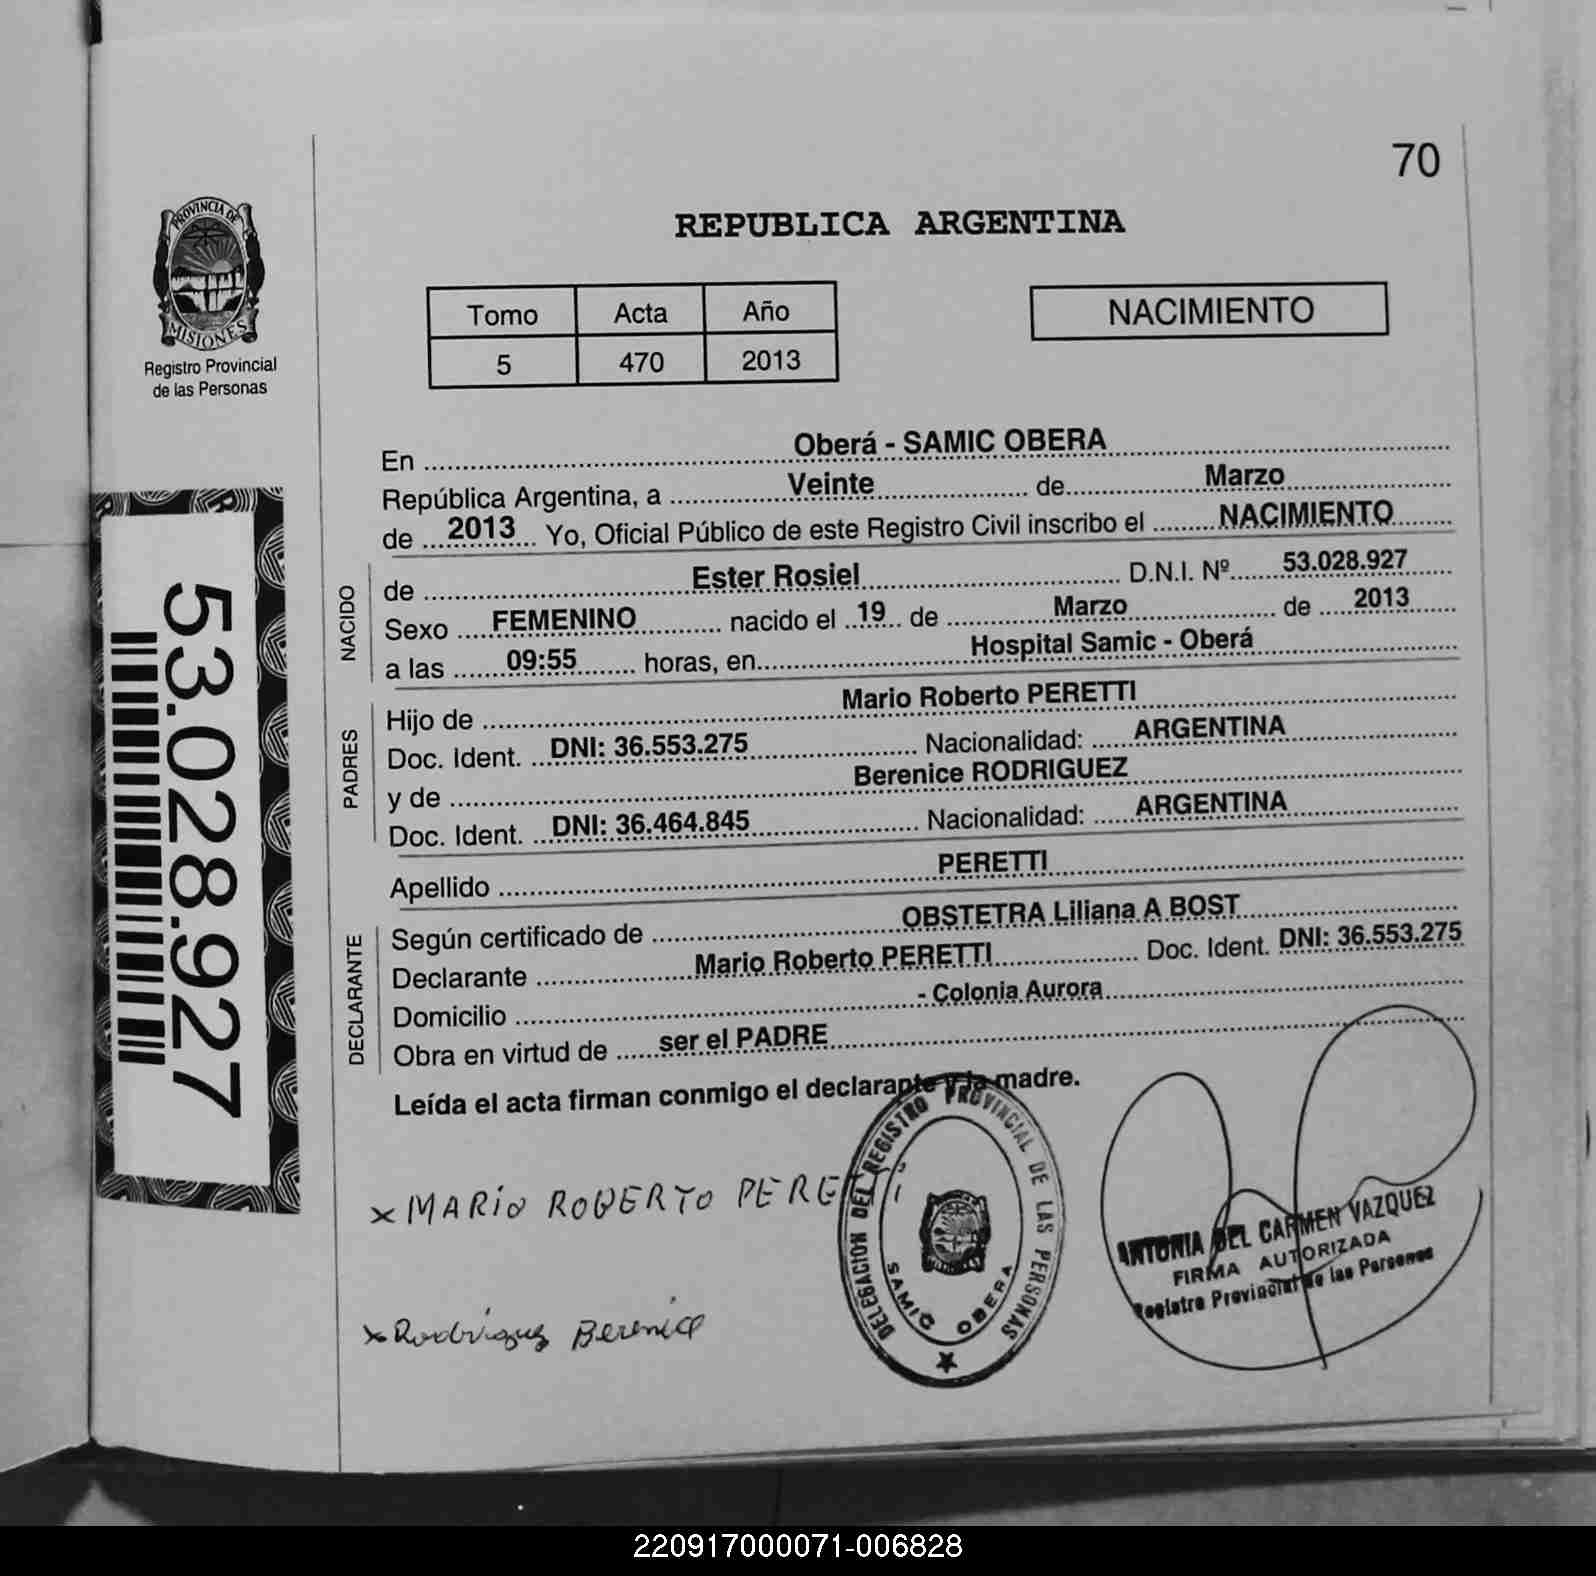 70
PROVINCIA DE
MISIONES
Registro Provincial
de las Personas
REPUBLICA ARGENTINA
Tomo Acta Año
5 470 2013
NACIMIENTO
53.028.927
En Oberá - SAMIC OBERA
República Argentina, a Veinte de Marzo
de 2013 Yo, Oficial Público de este Registro Civil inscribo el NACIMIENTO
NACIDO
de Ester Rosiel D.N.I. Nº 53.028.927
Sexo FEMENINO nacido el 19 de Marzo de 2013
a las 09:55 horas, en Hospital Samic - Oberá
PADRES
Hijo de Mario Roberto PERETTI
Doc. Ident. DNI: 36.553.275 Nacionalidad: ARGENTINA
y de Berenice RODRIGUEZ
Doc. Ident. DNI: 36.464.845 Nacionalidad: ARGENTINA
Apellido PERETTI
DECLARANTE
Según certificado de OBSTETRA Liliana A BOST
Declarante Mario Roberto PERETTI Doc. Ident. DNI: 36.553.275
Domicilio - Colonia Aurora
Obra en virtud de ser el PADRE
Leída el acta firman conmigo el declarante y la madre.
x MARIO ROBERTO PERETTI
x Rodriguez Berenice
DELEGACION DEL REGISTRO PROVINCIAL DE LAS PERSONAS
SAMIC OBERA
ANTONIA DEL CARMEN VAZQUEZ
FIRMA AUTORIZADA
Registro Provincial de las Personas
220917000071-006828